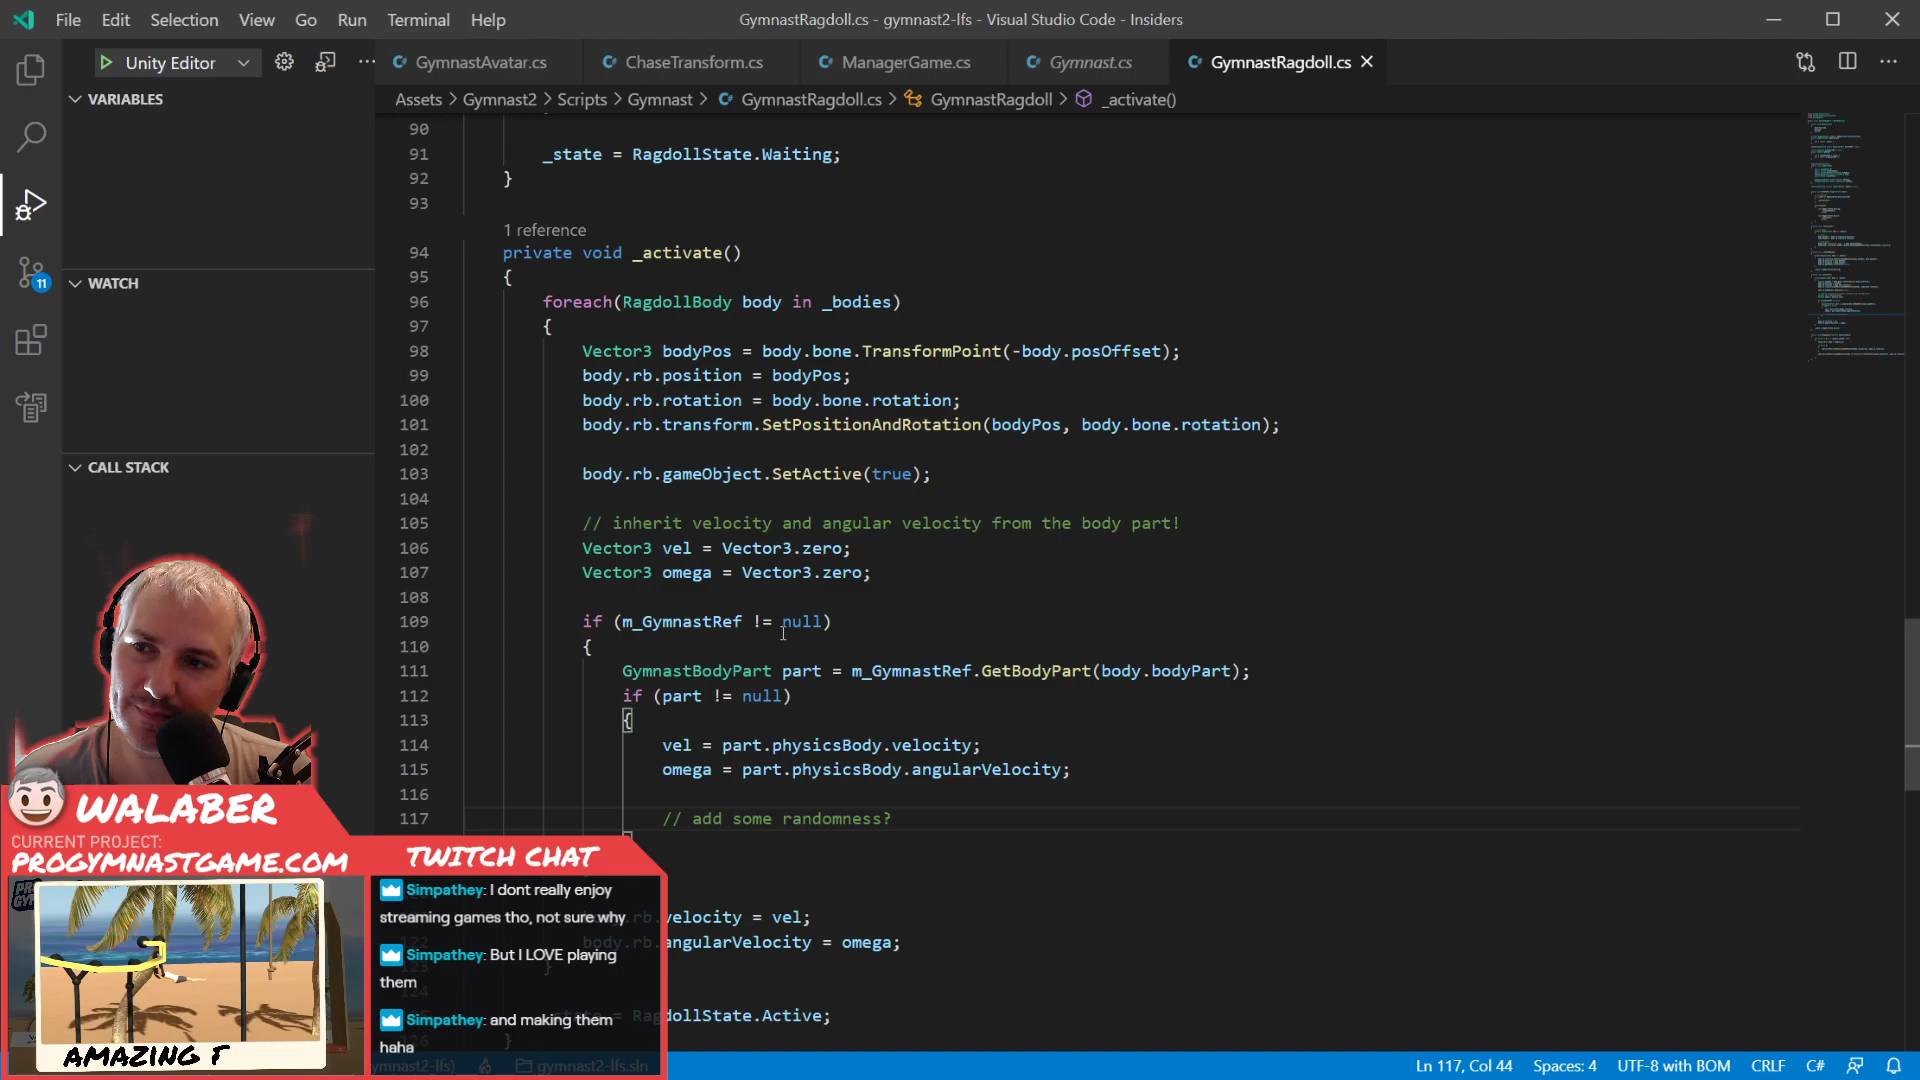 File Edit Selection View Go Run Terminal Help
GymnastRagdoll.cs - gymnast2-lfs - Visual Studio Code - Insiders
Unity Editor
GymnastAvatar.cs
ChaseTransform.cs
ManagerGame.cs
Gymnast.cs
GymnastRagdoll.cs
Assets > Gymnast2 > Scripts > Gymnast > GymnastRagdoll.cs > GymnastRagdoll > _activate()
VARIABLES
WATCH
CALL STACK
11
90
91 _state = RagdollState.Waiting;
92 }
93
1 reference
94 private void _activate()
95 {
96 foreach(RagdollBody body in _bodies)
97 {
98 Vector3 bodyPos = body.bone.TransformPoint(-body.posOffset);
99 body.rb.position = bodyPos;
100 body.rb.rotation = body.bone.rotation;
101 body.rb.transform.SetPositionAndRotation(bodyPos, body.bone.rotation);
102
103 body.rb.gameObject.SetActive(true);
104
105 // inherit velocity and angular velocity from the body part!
106 Vector3 vel = Vector3.zero;
107 Vector3 omega = Vector3.zero;
108
109 if (m_GymnastRef != null)
110 {
111 GymnastBodyPart part = m_GymnastRef.GetBodyPart(body.bodyPart);
112 if (part != null)
113 {
114 vel = part.physicsBody.velocity;
115 omega = part.physicsBody.angularVelocity;
116
117 // add some randomness?
velocity = vel;
angularVelocity = omega;
RagdollState.Active;
WALABER
CURRENT PROJECT:
PROGYMNASTGAME.COM
AMAZING F
TWITCH CHAT
Simpathey: I dont really enjoy
streaming games tho, not sure why
Simpathey: But I LOVE playing
them
Simpathey: and making them
haha
gymnast2-lfs.sln
Ln 117, Col 44 Spaces: 4 UTF-8 with BOM CRLF C#